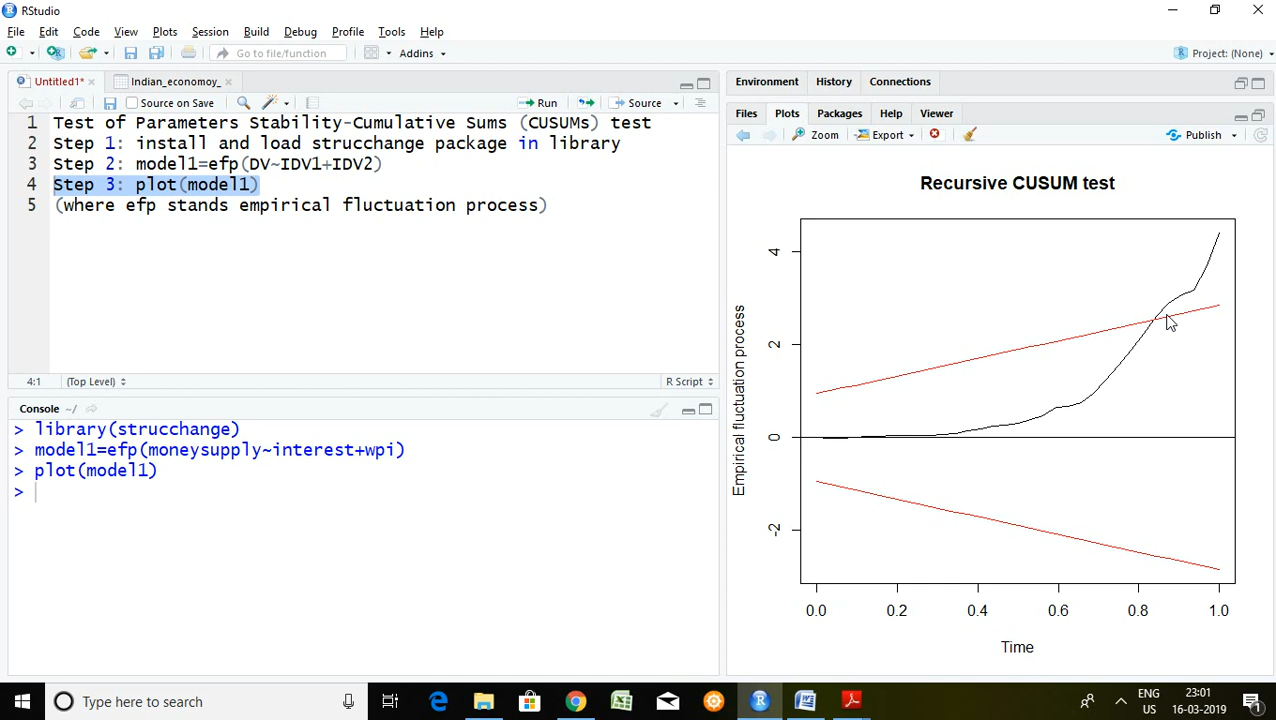 RStudio
File Edit Code View Plots Session Build Debug Profile Tools Help
Go to file/function
Addins
Project: (None)
Untitled1*
Indian_economoy_
Source on Save
Run
Source
1 Test of Parameters Stability-Cumulative Sums (CUSUMs) test
2 Step 1: install and load strucchange package in library
3 Step 2: model1=efp(DV~IDV1+IDV2)
4 Step 3: plot(model1)
5 (where efp stands empirical fluctuation process)
4:1 (Top Level)
R Script
Console ~/
> library(strucchange)
> model1=efp(moneysupply~interest+wpi)
> plot(model1)
>
Environment History Connections
Files Plots Packages Help Viewer
Zoom Export Publish
Recursive CUSUM test
Empirical fluctuation process
4
2
0
-2
0.0 0.2 0.4 0.6 0.8 1.0
Time
Type here to search
ENG
US
23:01
16-03-2019
1